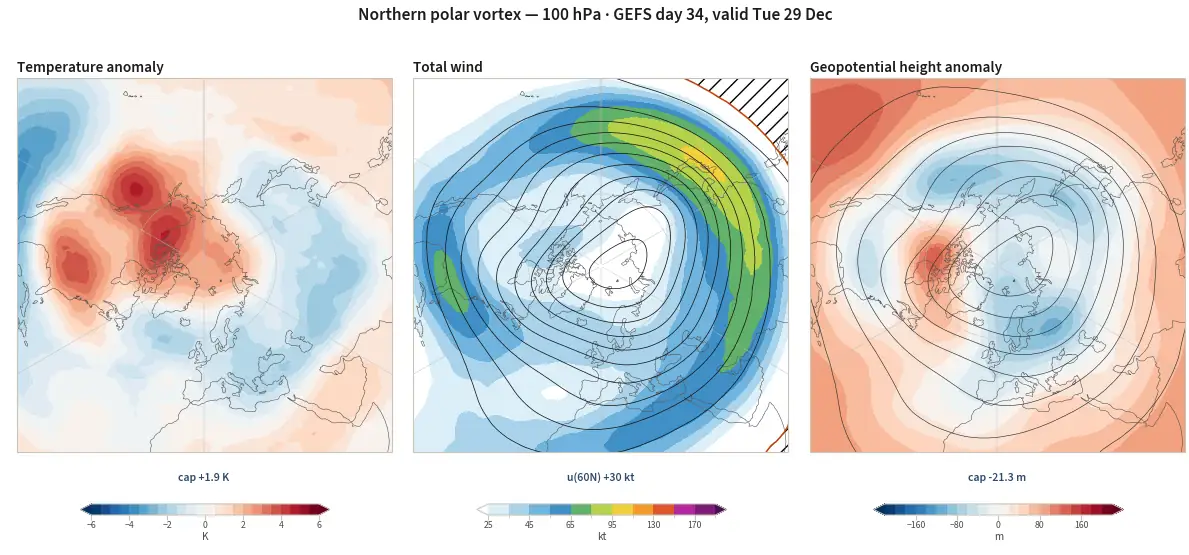 Northern polar vortex — 100 hPa · GEFS day 34, valid Tue 29 Dec
Temperature anomaly
Total wind
Geopotential height anomaly
cap +1.9 K
u(60N) +30 kt
cap -21.3 m
−6 −4 −2 0 2 4 6
K
25 45 65 95 130 170
kt
−160 −80 0 80 160
m